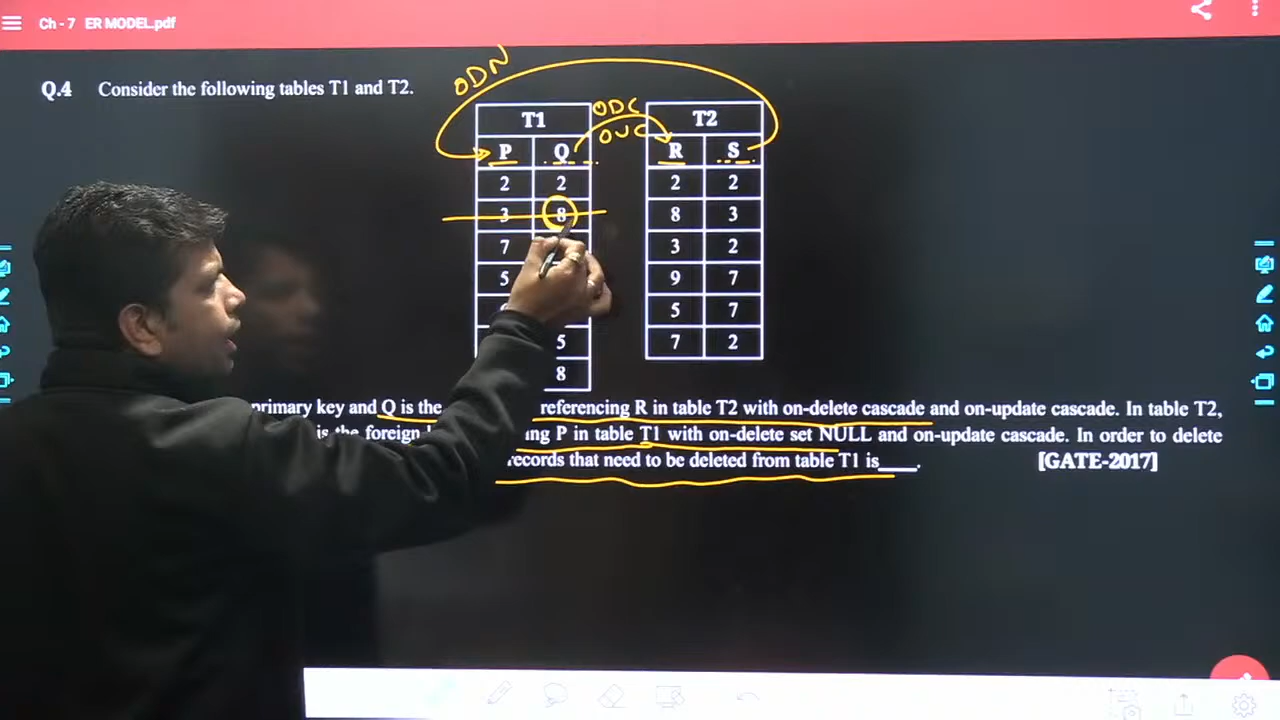 Ch - 7 ER MODEL.pdf
Q.4 Consider the following tables T1 and T2.
ODN
T1
P Q
2 2
3 8
7
5
5
8
ODC
OUC
T2
R S
2 2
8 3
3 2
9 7
5 7
7 2
primary key and Q is the referencing R in table T2 with on-delete cascade and on-update cascade. In table T2,
is the foreign P in table T1 with on-delete set NULL and on-update cascade. In order to delete
records that need to be deleted from table T1 is____. [GATE-2017]